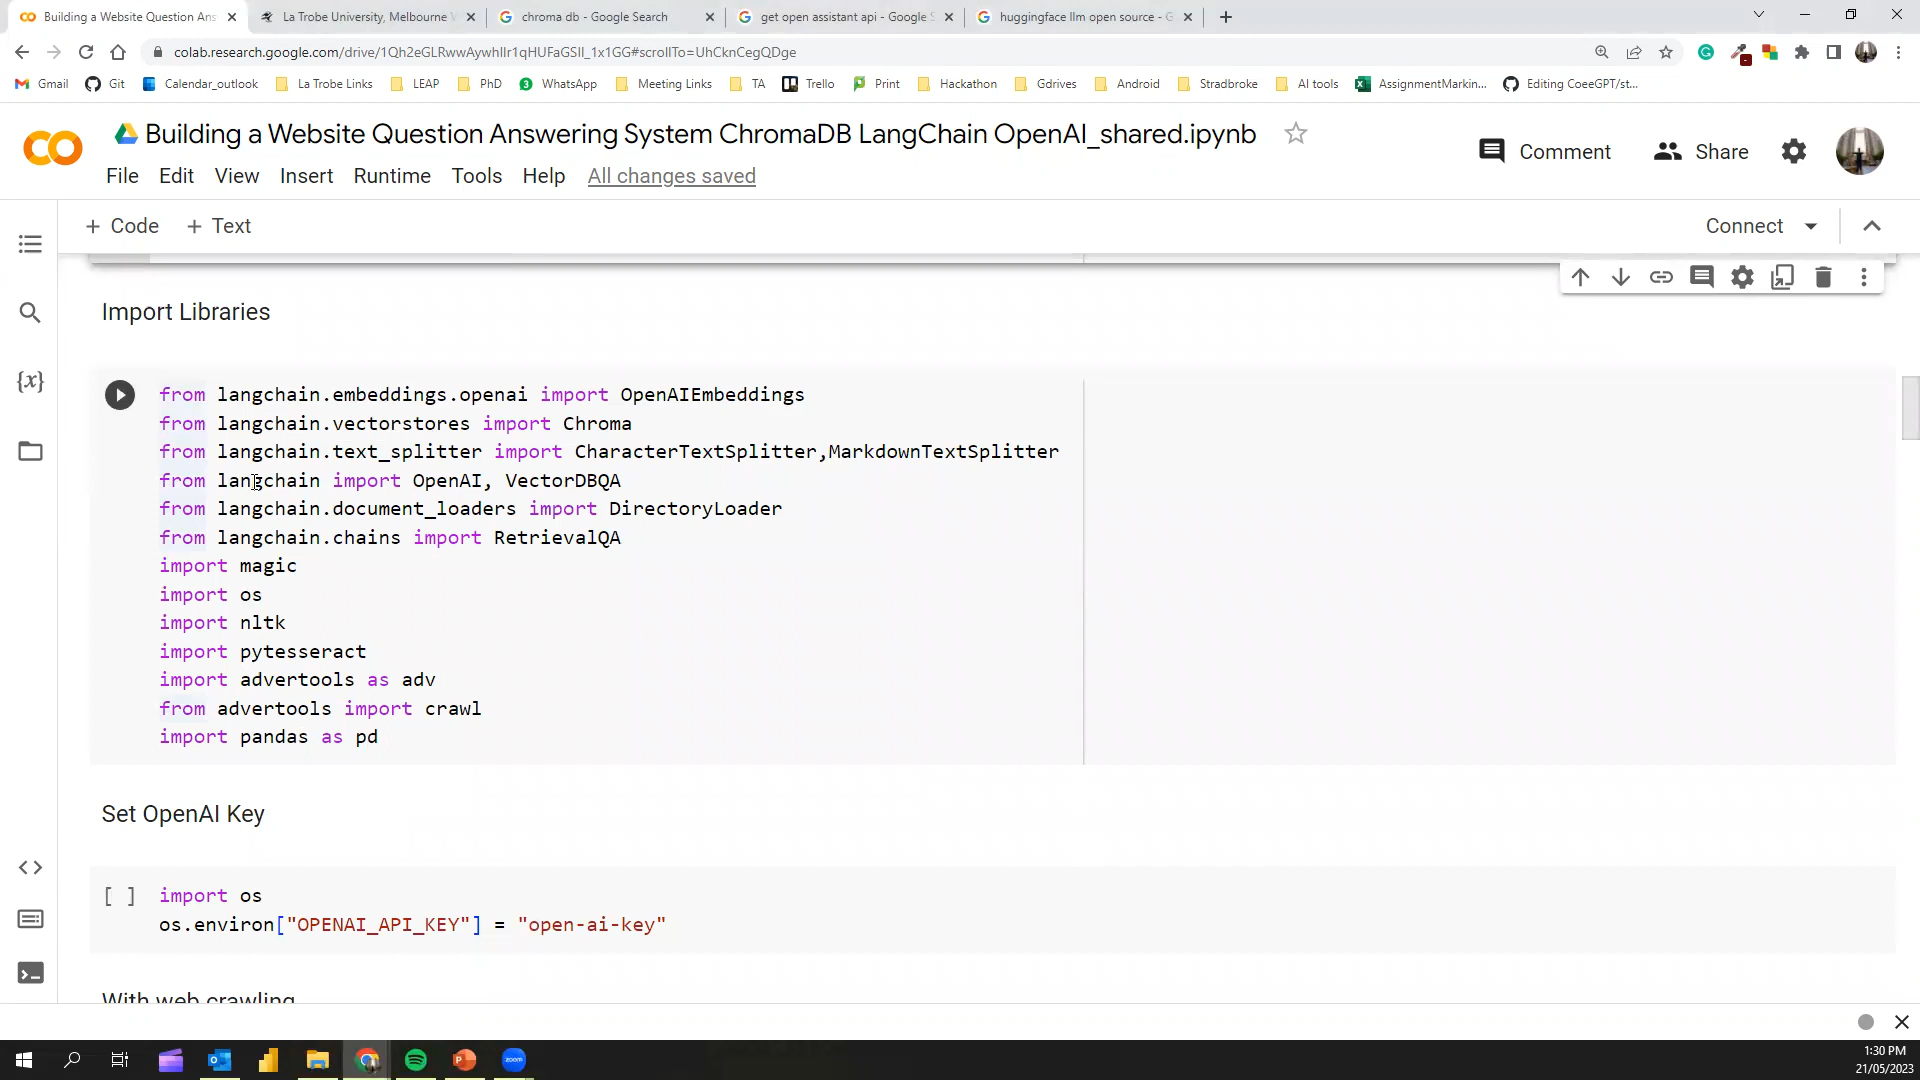 Building a Website Question Ans
La Trobe University, Melbourne V
chroma db - Google Search
get open assistant api - Google S
huggingface llm open source - G
colab.research.google.com/drive/1Qh2eGLRwwAywhIlr1qHUFaGSlI_1x1GG#scrollTo=UhCknCegQDge
Gmail Git Calendar_outlook La Trobe Links LEAP PhD WhatsApp Meeting Links TA Trello Print Hackathon Gdrives Android Stradbroke AI tools AssignmentMarkin... Editing CoeeGPT/st...
Building a Website Question Answering System ChromaDB LangChain OpenAI_shared.ipynb
Comment Share
File Edit View Insert Runtime Tools Help All changes saved
+ Code + Text Connect
Import Libraries
from langchain.embeddings.openai import OpenAIEmbeddings
from langchain.vectorstores import Chroma
from langchain.text_splitter import CharacterTextSplitter,MarkdownTextSplitter
from langchain import OpenAI, VectorDBQA
from langchain.document_loaders import DirectoryLoader
from langchain.chains import RetrievalQA
import magic
import os
import nltk
import pytesseract
import advertools as adv
from advertools import crawl
import pandas as pd
Set OpenAI Key
[ ] import os
os.environ["OPENAI_API_KEY"] = "open-ai-key"
With web crawling
zoom
1:30 PM
21/05/2023